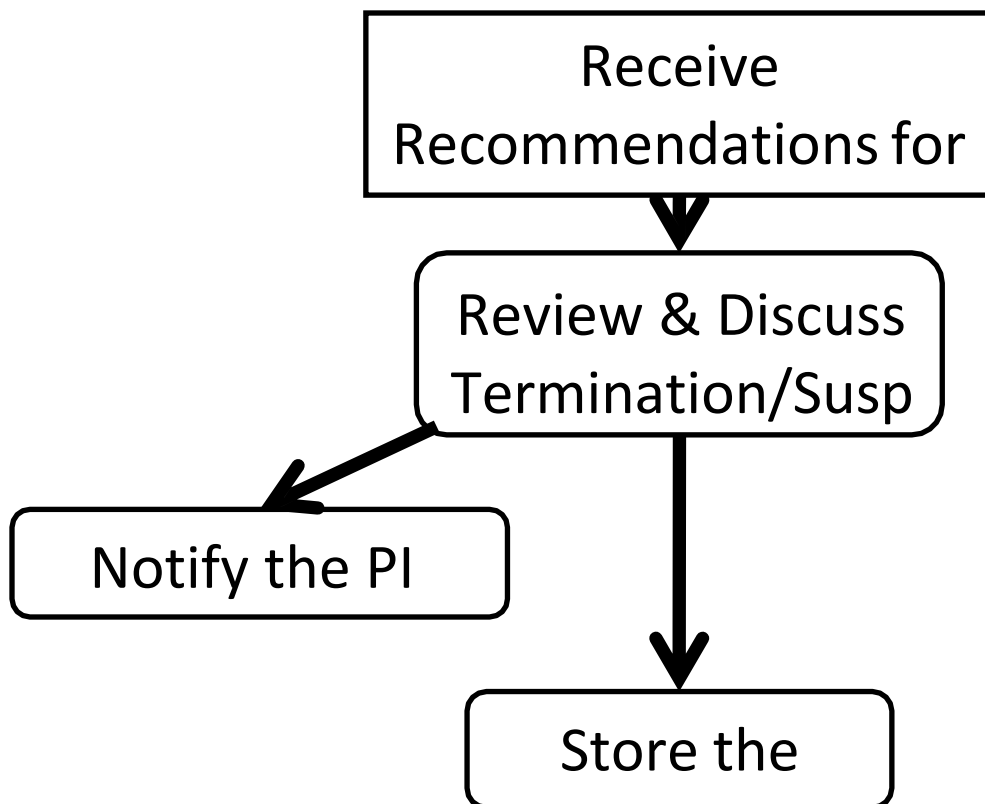 Receive
Recommendations for
Review & Discuss
Termination/Susp
Notify the PI
Store the